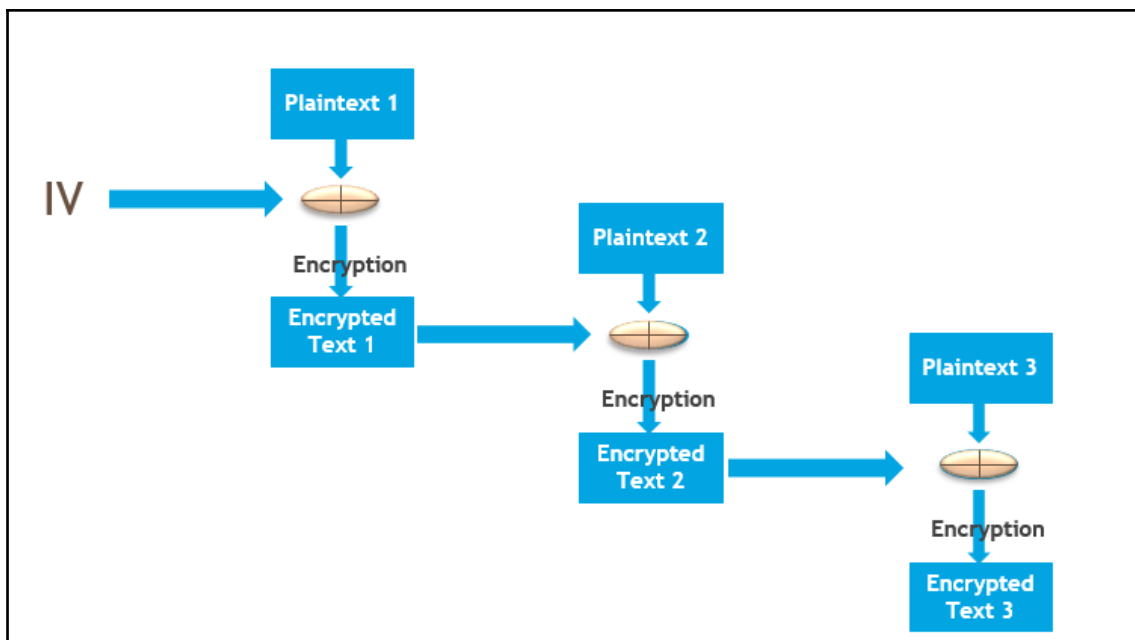 Plaintext 1
IV
Encryption
Encrypted
Text 1
Plaintext 2
Encryption
Encrypted
Text 2
Plaintext 3
Encryption
Encrypted
Text 3